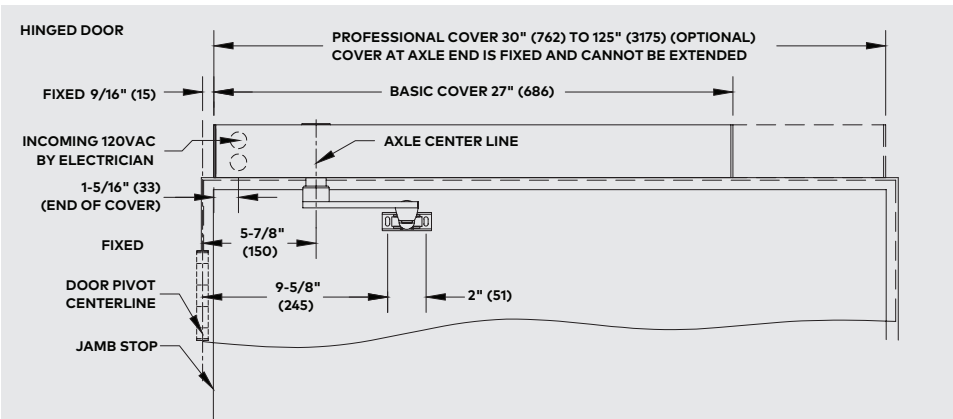 HINGED DOOR
PROFESSIONAL COVER 30" (762) TO 125" (3175) (OPTIONAL)
COVER AT AXLE END IS FIXED AND CANNOT BE EXTENDED
FIXED 9/16" (15)
BASIC COVER 27" (686)
INCOMING 120VAC
BY ELECTRICIAN
AXLE CENTER LINE
1-5/16" (33)
(END OF COVER)
FIXED
5-7/8"
(150)
DOOR PIVOT
CENTERLINE
9-5/8"
(245)
2" (51)
JAMB STOP